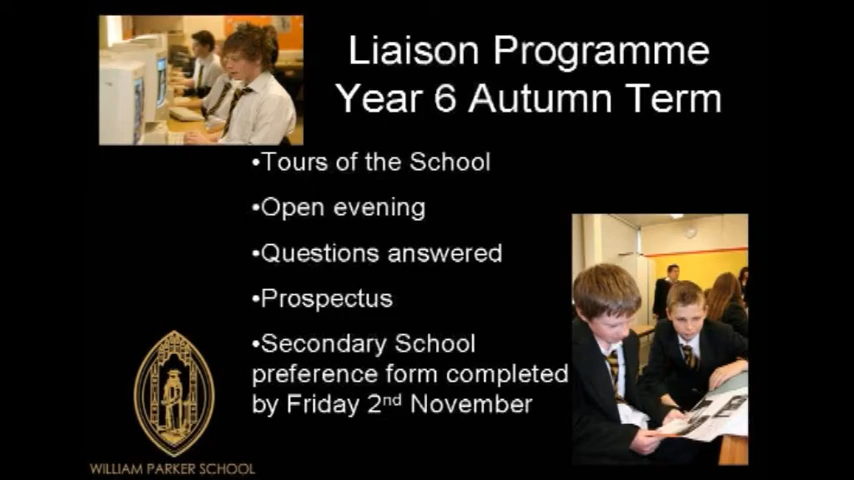 Liaison Programme
Year 6 Autumn Term
•Tours of the School
•Open evening
•Questions answered
•Prospectus
•Secondary School
preference form completed
by Friday 2nd November
WILLIAM PARKER SCHOOL